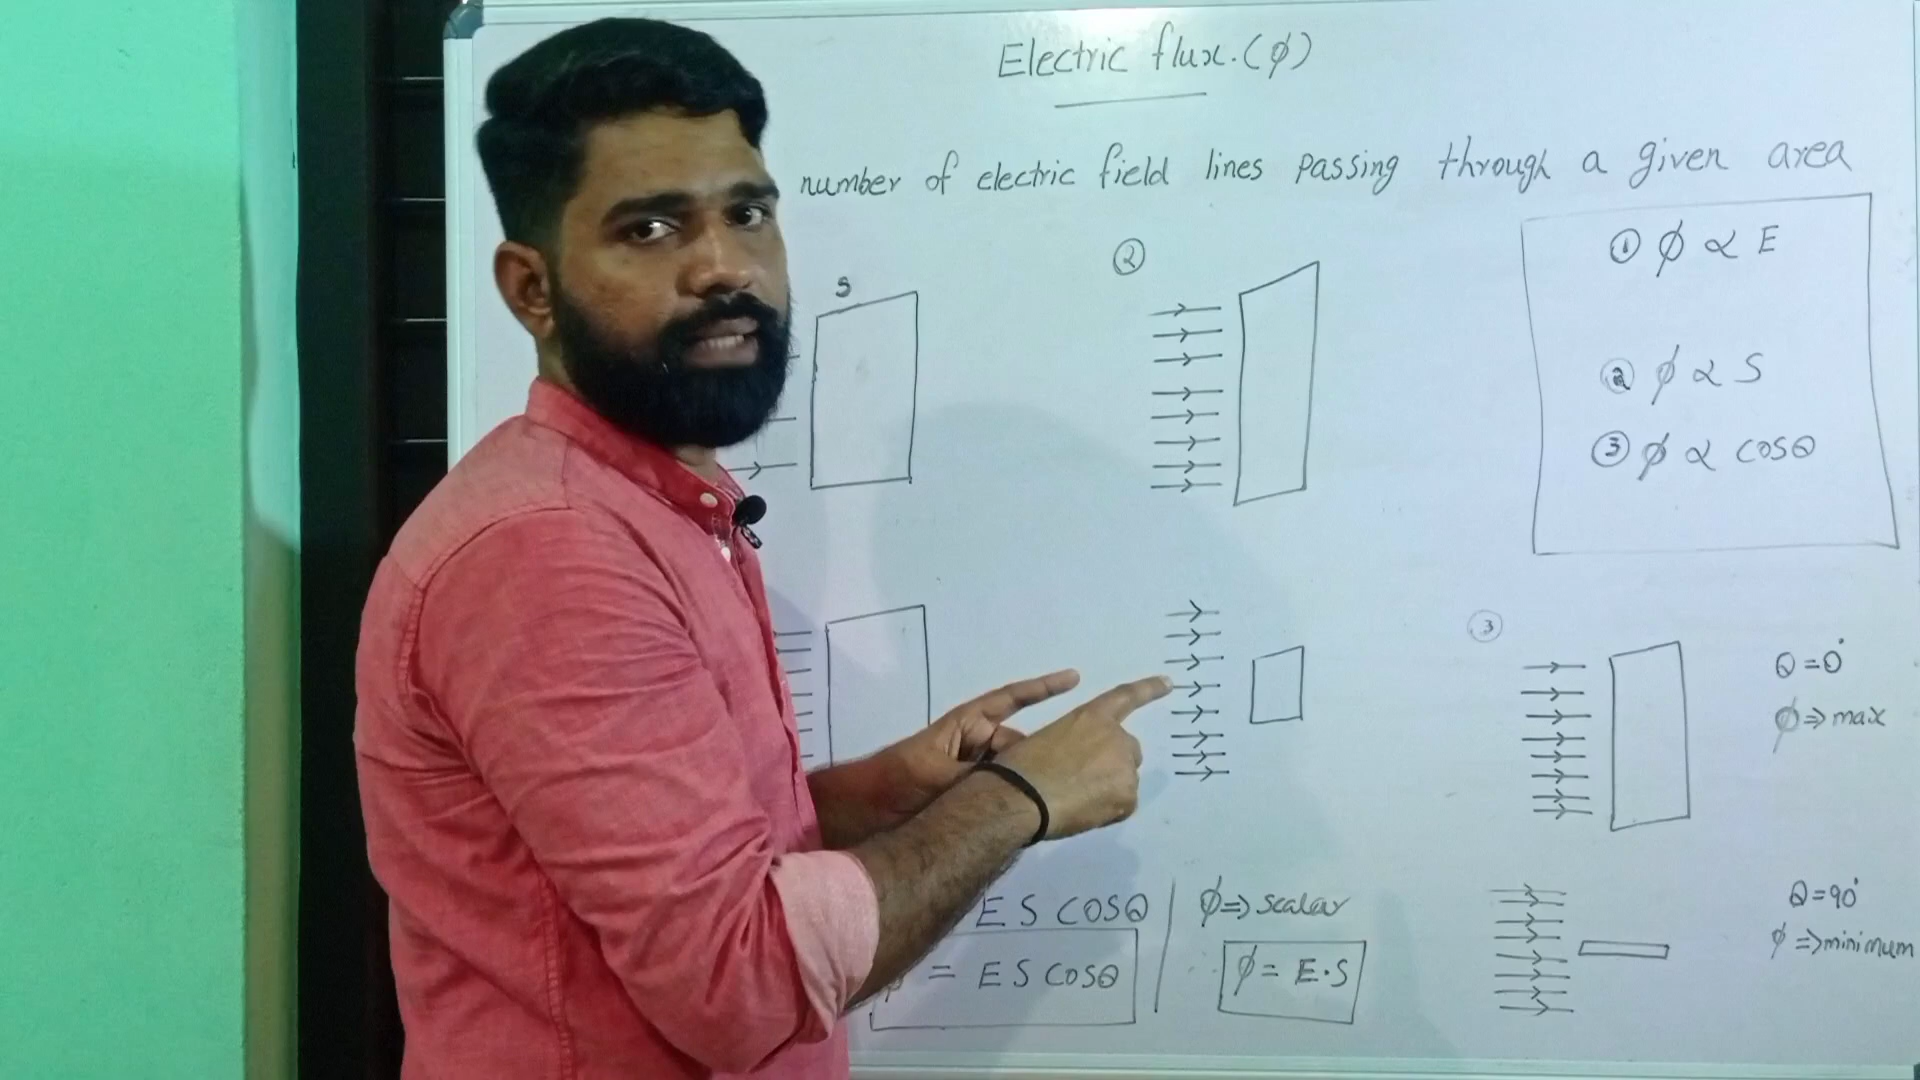 Electric flux.(ϕ)
number of electric field lines passing through a given area
① ϕ ∝ E
② ϕ ∝ S
③ ϕ ∝ cosθ
S
②
③
θ=0°
ϕ⇒max
θ=90°
ϕ⇒minimum
E S COSθ
= E S COSθ
ϕ⇒scalar
ϕ= E·S